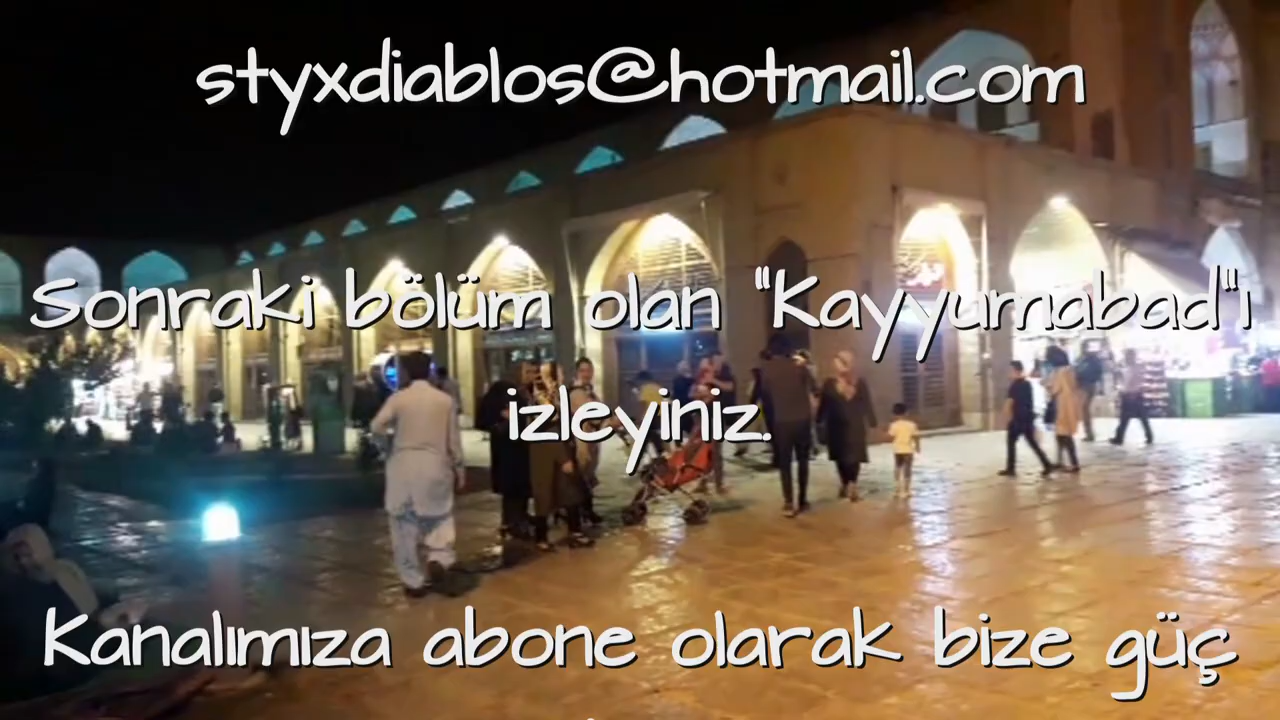 styxdiablos@hotmail.com
Sonraki bölüm olan "Kayyumabad"ı
izleyiniz.
Kanalımıza abone olarak bize güç